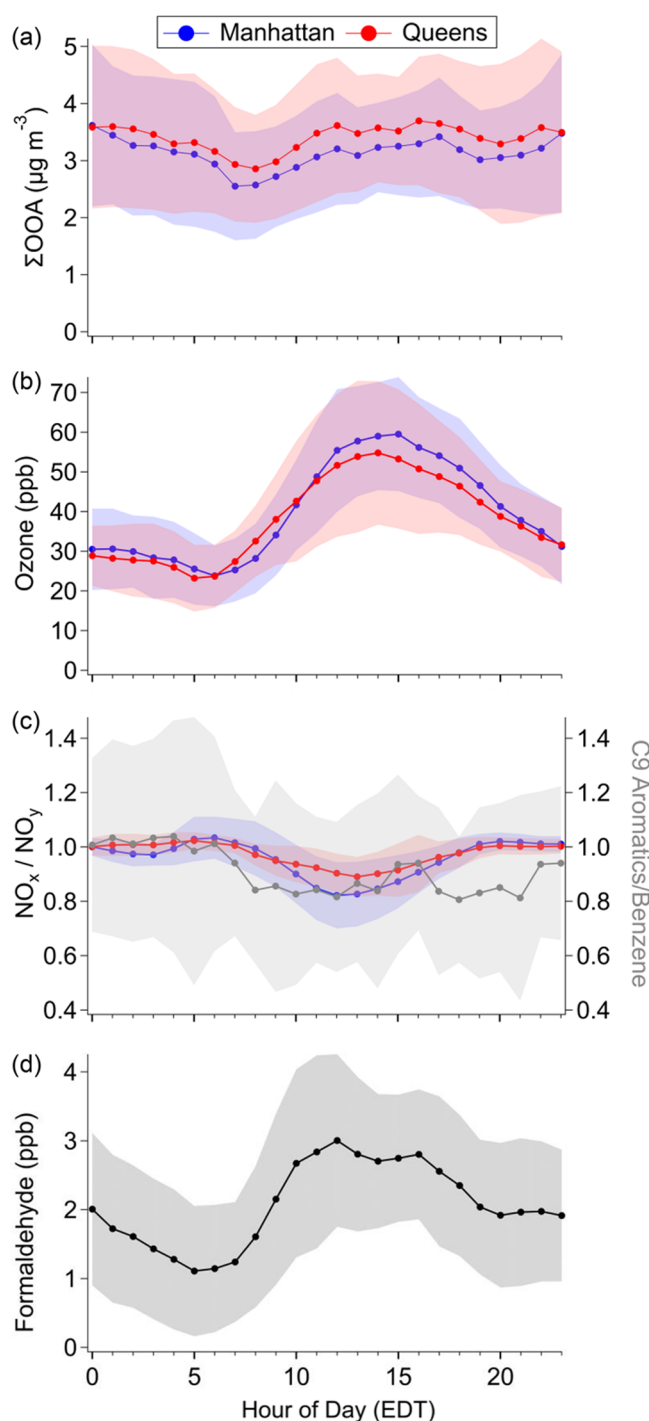 (a)
Manhattan Queens
5
4
3
2
1
0
ΣOOA (µg m⁻³)
(b)
70
60
50
40
30
20
10
0
Ozone (ppb)
(c)
1.4
1.2
1.0
0.8
0.6
0.4
NOₓ / NOᵧ
1.4
1.2
1.0
0.8
0.6
0.4
C9 Aromatics/Benzene
(d)
4
3
2
1
0
Formaldehyde (ppb)
0 5 10 15 20
Hour of Day (EDT)